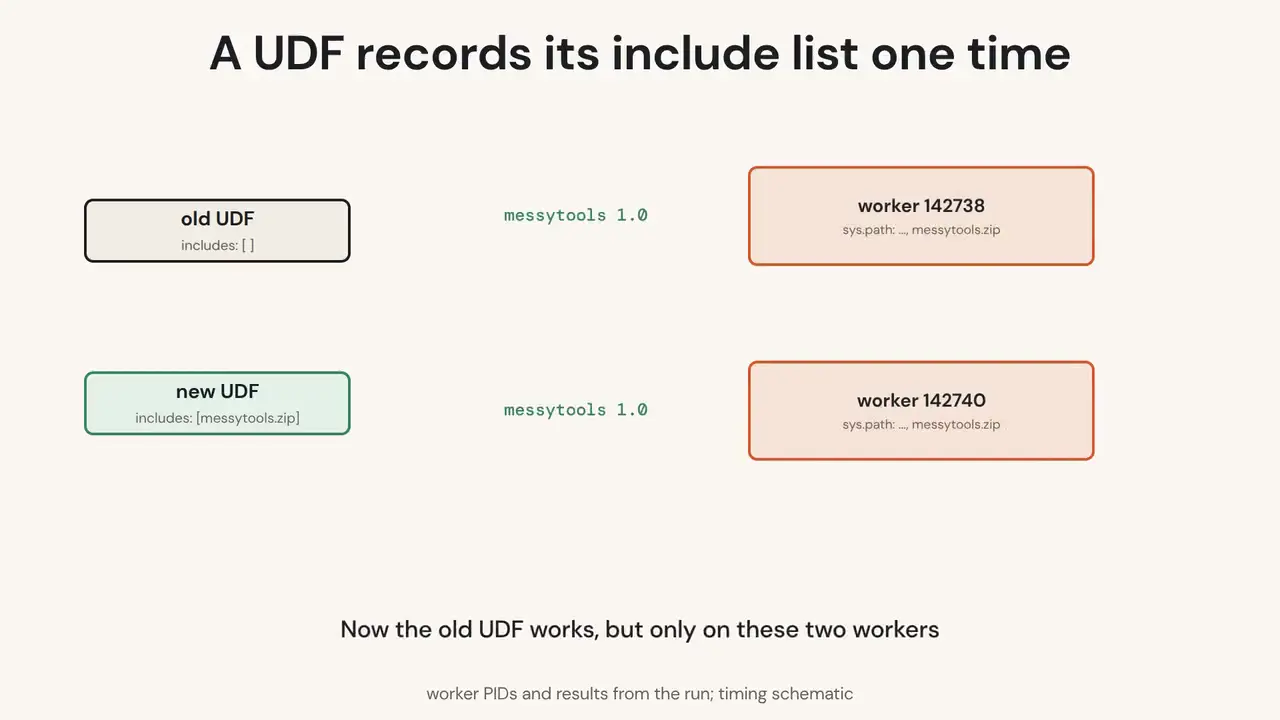 A UDF records its include list one time
old UDF
includes: [ ]
messytools 1.0
worker 142738
sys.path: ..., messytools.zip
new UDF
includes: [messytools.zip]
messytools 1.0
worker 142740
sys.path: ..., messytools.zip
Now the old UDF works, but only on these two workers
worker PIDs and results from the run; timing schematic